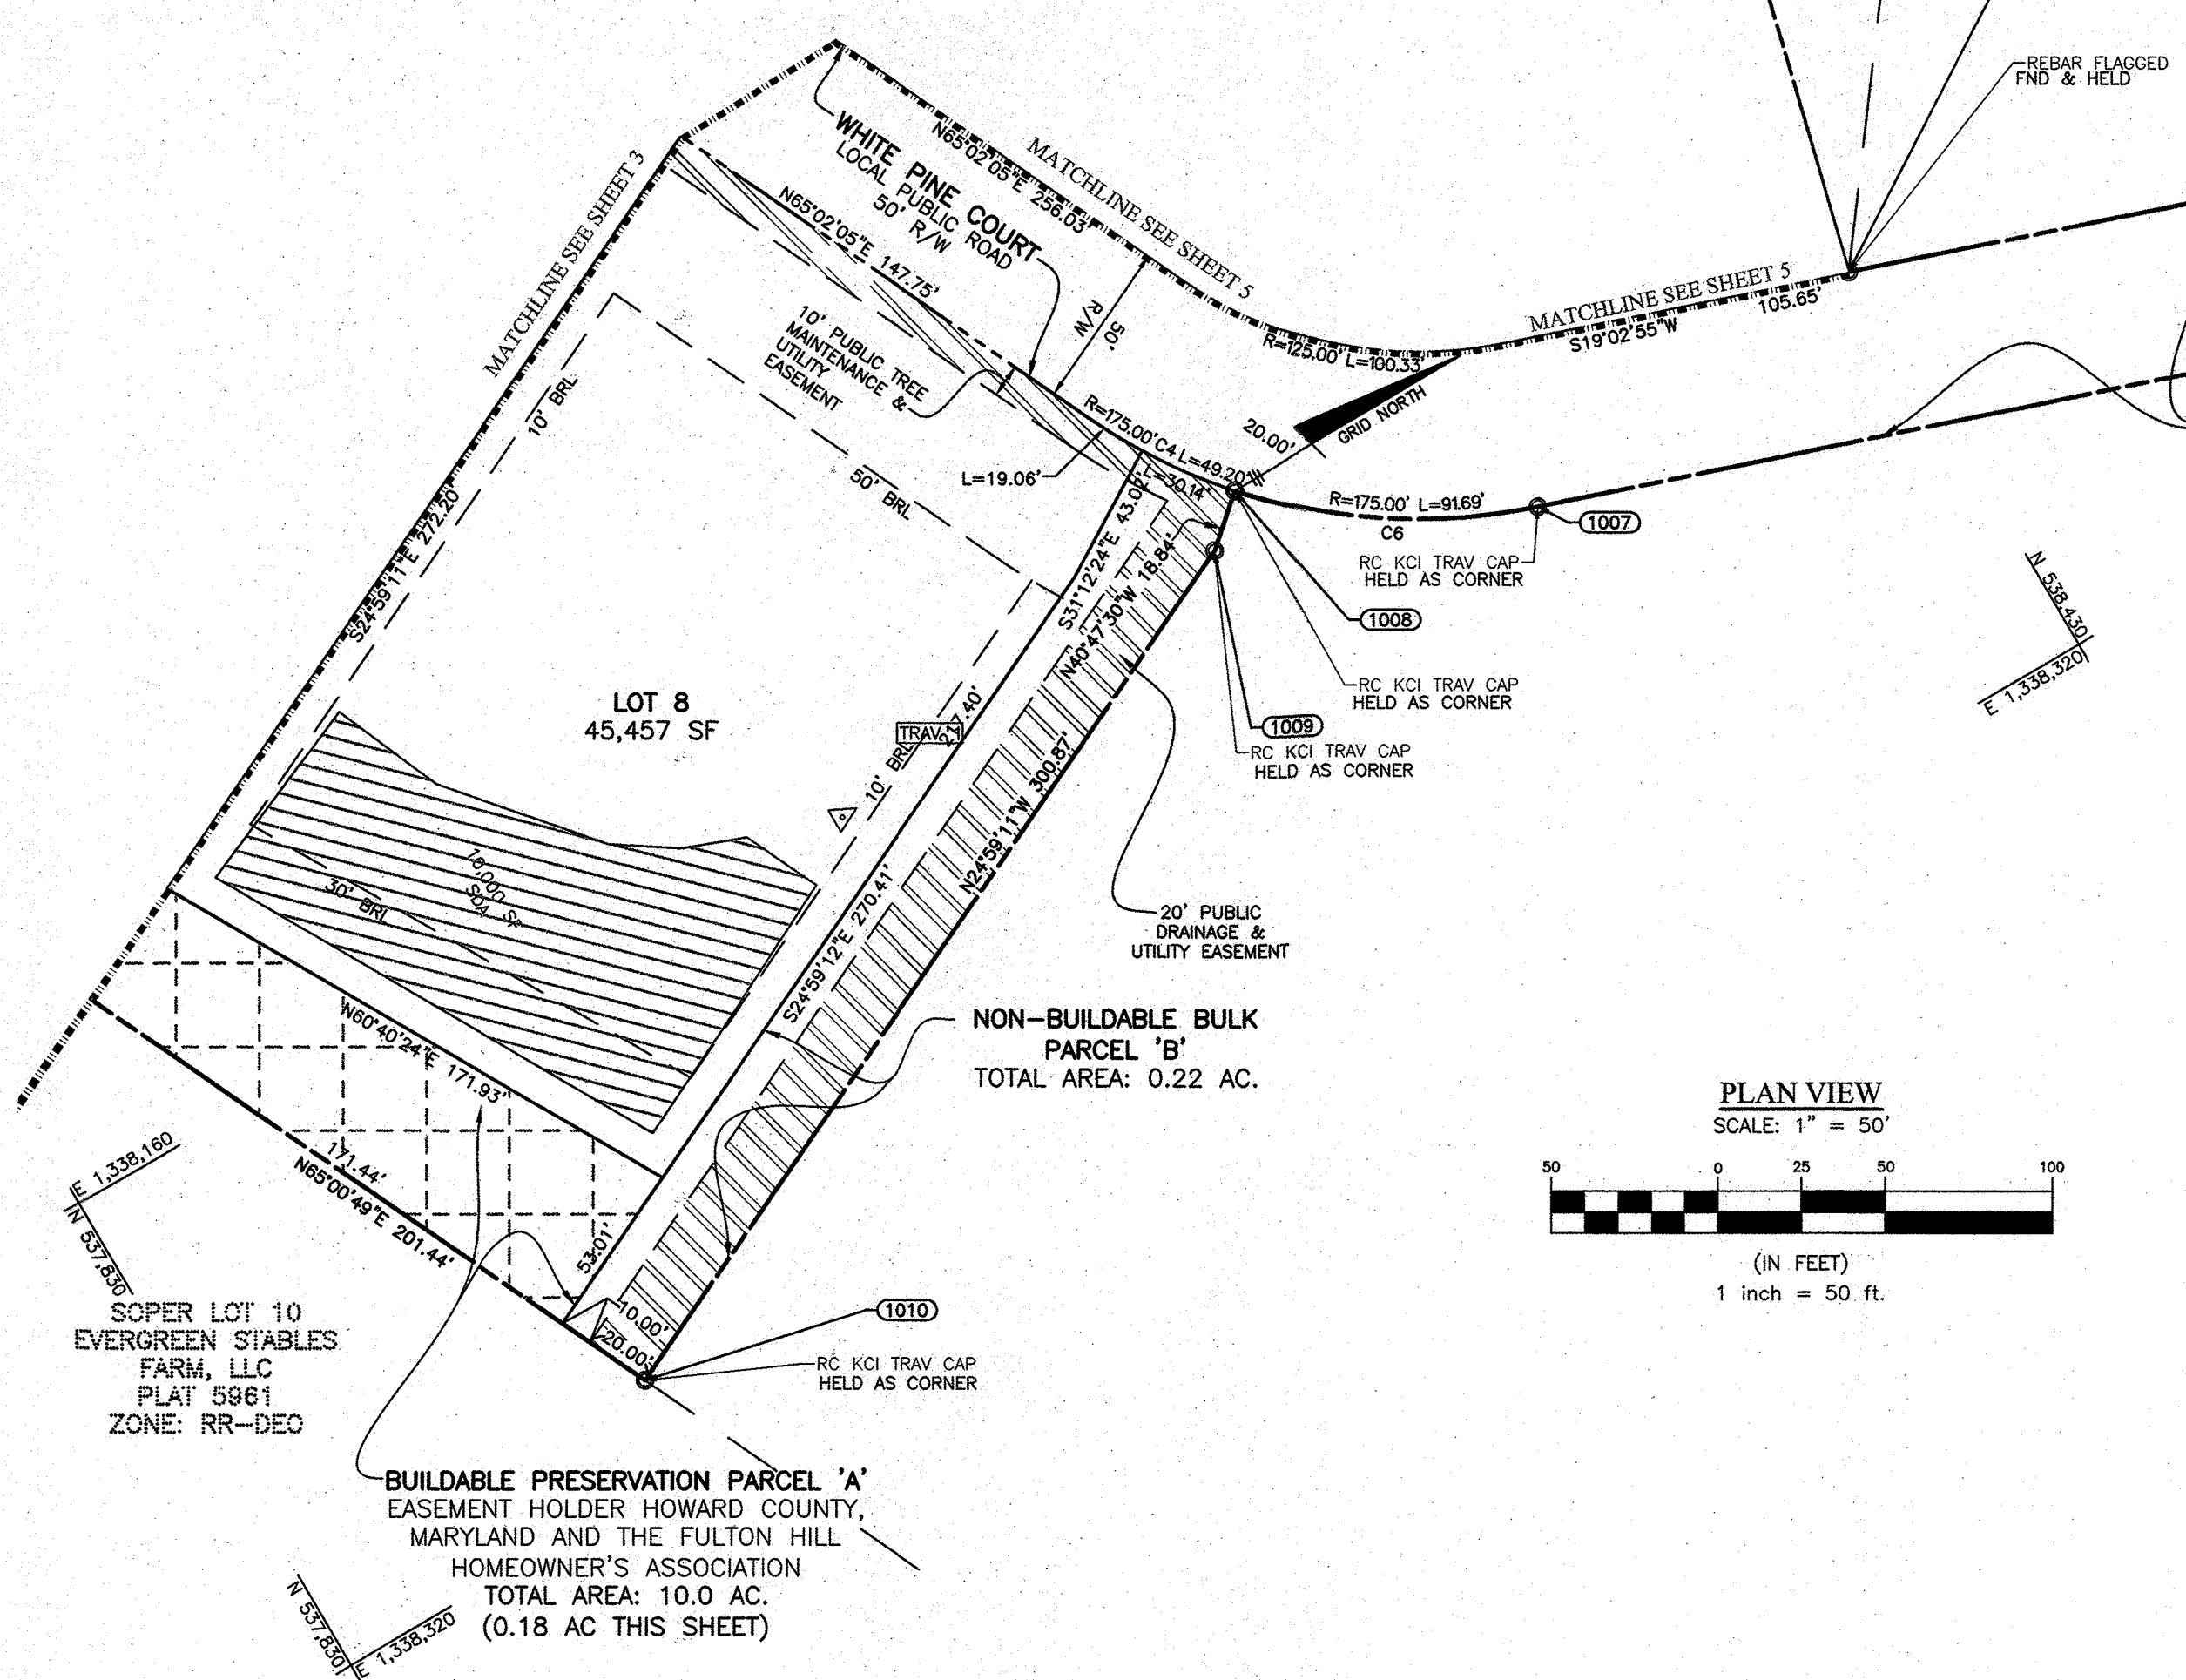 REBAR FLAGGED
FND & HELD
WHITE PINE COURT
LOCAL PUBLIC ROAD
50' R/W
N65°02'05"E 256.03'
MATCHLINE SEE SHEET 5
MATCHLINE SEE SHEET 3
N65°02'05"E 147.75'
50'
R/W
MATCHLINE SEE SHEET 5
105.65'
S19°02'55"W
R=125.00' L=100.33'
GRID NORTH
20.00'
10' PUBLIC TREE
MAINTENANCE &
UTILITY
EASEMENT
10' BRL
R=175.00' C4 L=49.20'
L=30.14'
L=19.06'
50' BRL
R=175.00' L=91.69'
C6
1007
RC KCI TRAV CAP
HELD AS CORNER
S24°59'11"E 272.20'
S31°12'24"E 43.02'
N40°47'30"W 18.84'
1008
RC KCI TRAV CAP
HELD AS CORNER
1009
RC KCI TRAV CAP
HELD AS CORNER
N 538,430
E 1,338,320
LOT 8
45,457 SF
TRAV 1
217.40'
10' BRL
N24°59'11"W 300.87'
S24°59'12"E 270.41'
10,000 SF
SDA
30' BRL
20' PUBLIC
DRAINAGE &
UTILITY EASEMENT
NON-BUILDABLE BULK
PARCEL 'B'
TOTAL AREA: 0.22 AC.
N60°40'24"E 171.93'
171.44'
N65°00'49"E 201.44'
53.01'
10.00'
20.00'
1010
RC KCI TRAV CAP
HELD AS CORNER
E 1,338,160
N 537,830
SOPER LOT 10
EVERGREEN STABLES
FARM, LLC
PLAT 5961
ZONE: RR-DEO
PLAN VIEW
SCALE: 1" = 50'
50 0 25 50 100
(IN FEET)
1 inch = 50 ft.
BUILDABLE PRESERVATION PARCEL 'A'
EASEMENT HOLDER HOWARD COUNTY,
MARYLAND AND THE FULTON HILL
HOMEOWNER'S ASSOCIATION
TOTAL AREA: 10.0 AC.
(0.18 AC THIS SHEET)
N 537,830
E 1,338,320